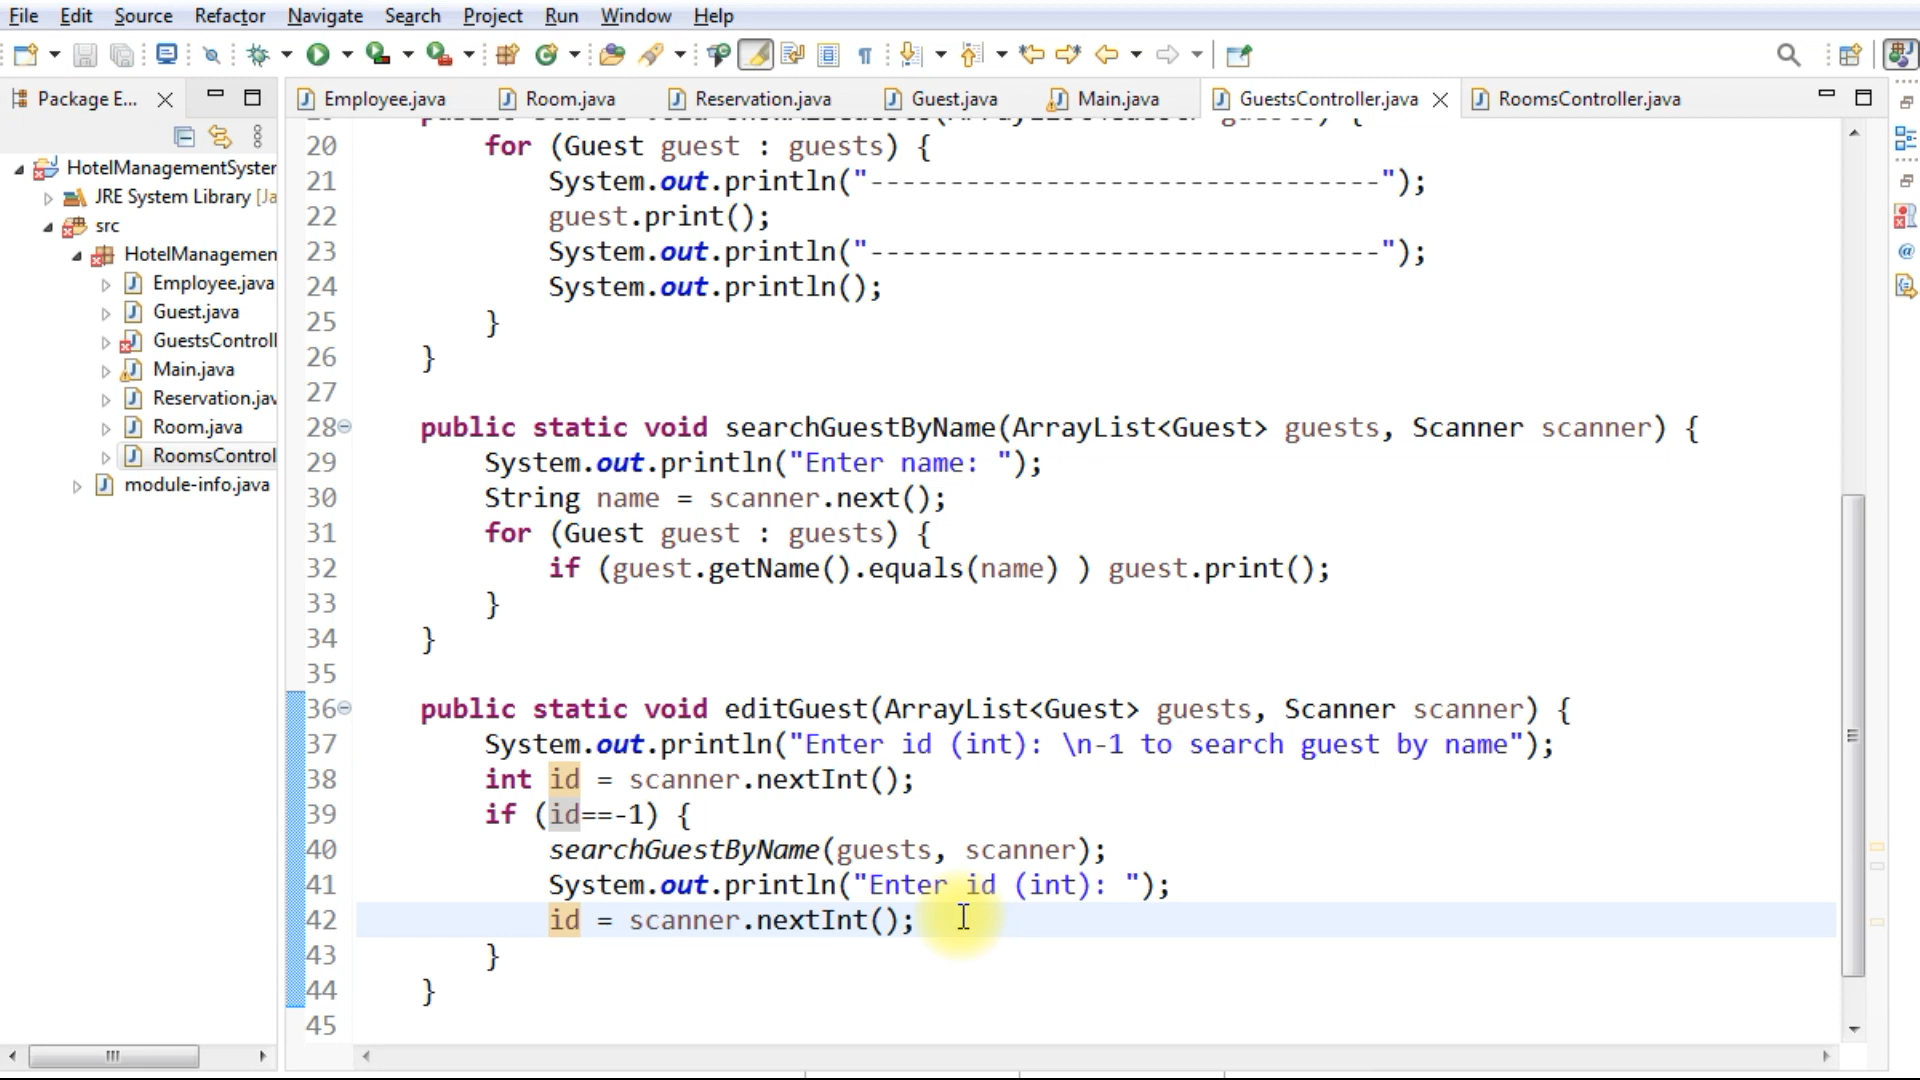 File Edit Source Refactor Navigate Search Project Run Window Help
Package E...
Employee.java Room.java Reservation.java Guest.java Main.java GuestsController.java RoomsController.java
HotelManagementSyster
JRE System Library [Ja
src
HotelManagemen
Employee.java
Guest.java
GuestsControll
Main.java
Reservation.jav
Room.java
RoomsControl
module-info.java
20 for (Guest guest : guests) {
21 System.out.println("--------------------------------");
22 guest.print();
23 System.out.println("--------------------------------");
24 System.out.println();
25 }
26 }
27
28 public static void searchGuestByName(ArrayList<Guest> guests, Scanner scanner) {
29 System.out.println("Enter name: ");
30 String name = scanner.next();
31 for (Guest guest : guests) {
32 if (guest.getName().equals(name) ) guest.print();
33 }
34 }
35
36 public static void editGuest(ArrayList<Guest> guests, Scanner scanner) {
37 System.out.println("Enter id (int): \n-1 to search guest by name");
38 int id = scanner.nextInt();
39 if (id==-1) {
40 searchGuestByName(guests, scanner);
41 System.out.println("Enter id (int): ");
42 id = scanner.nextInt();
43 }
44 }
45